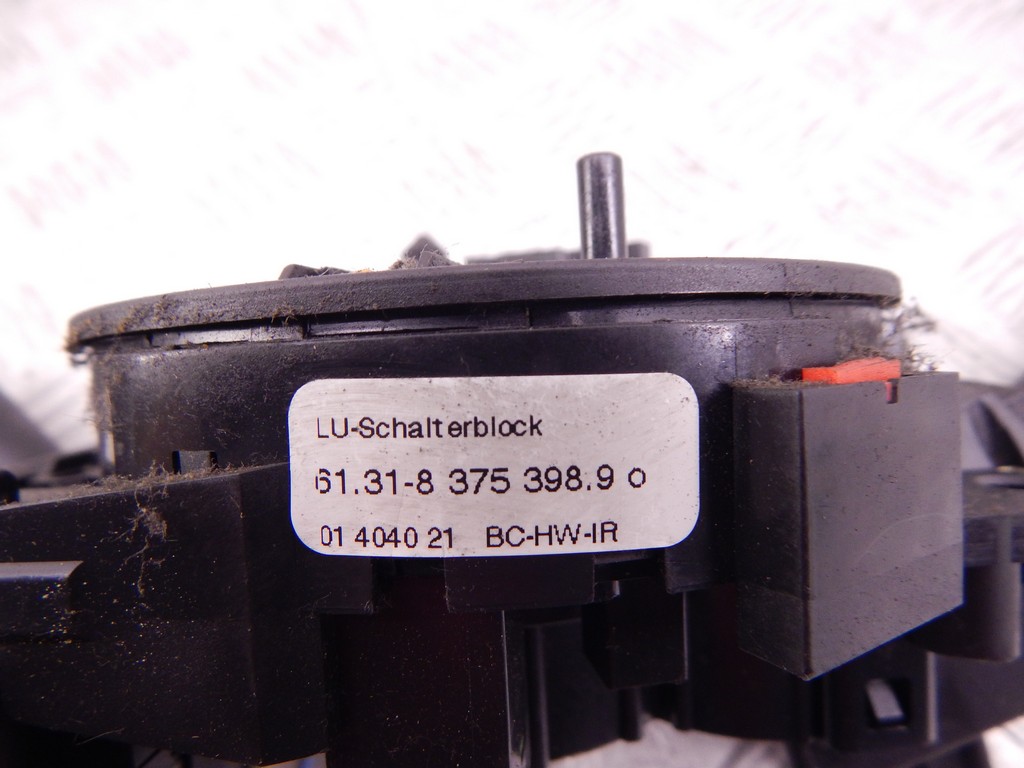 LU-Schalterblock
61.31-8 375 398.9 o
01 4040 21 BC-HW-IR